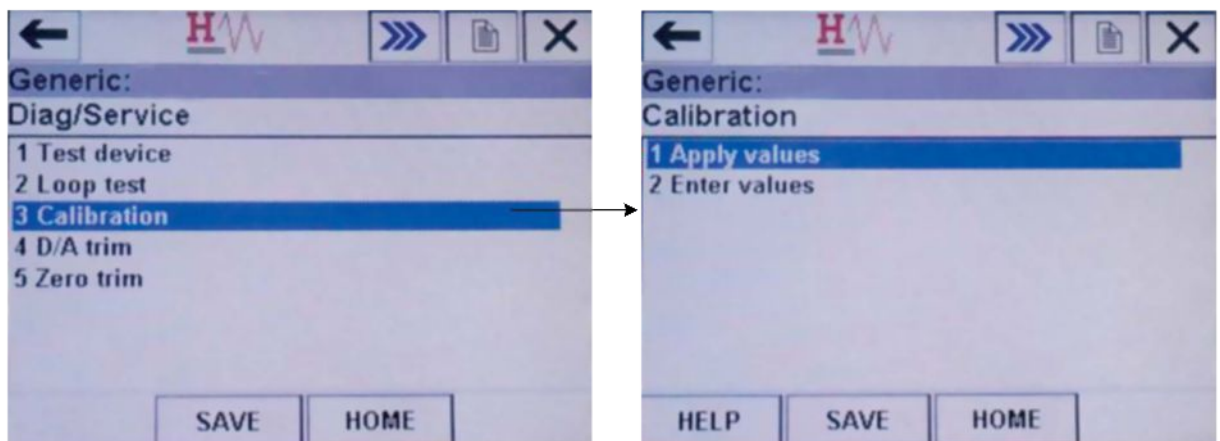 H
Generic:
Diag/Service
1 Test device
2 Loop test
3 Calibration
4 D/A trim
5 Zero trim
SAVE HOME
H
Generic:
Calibration
1 Apply values
2 Enter values
HELP SAVE HOME